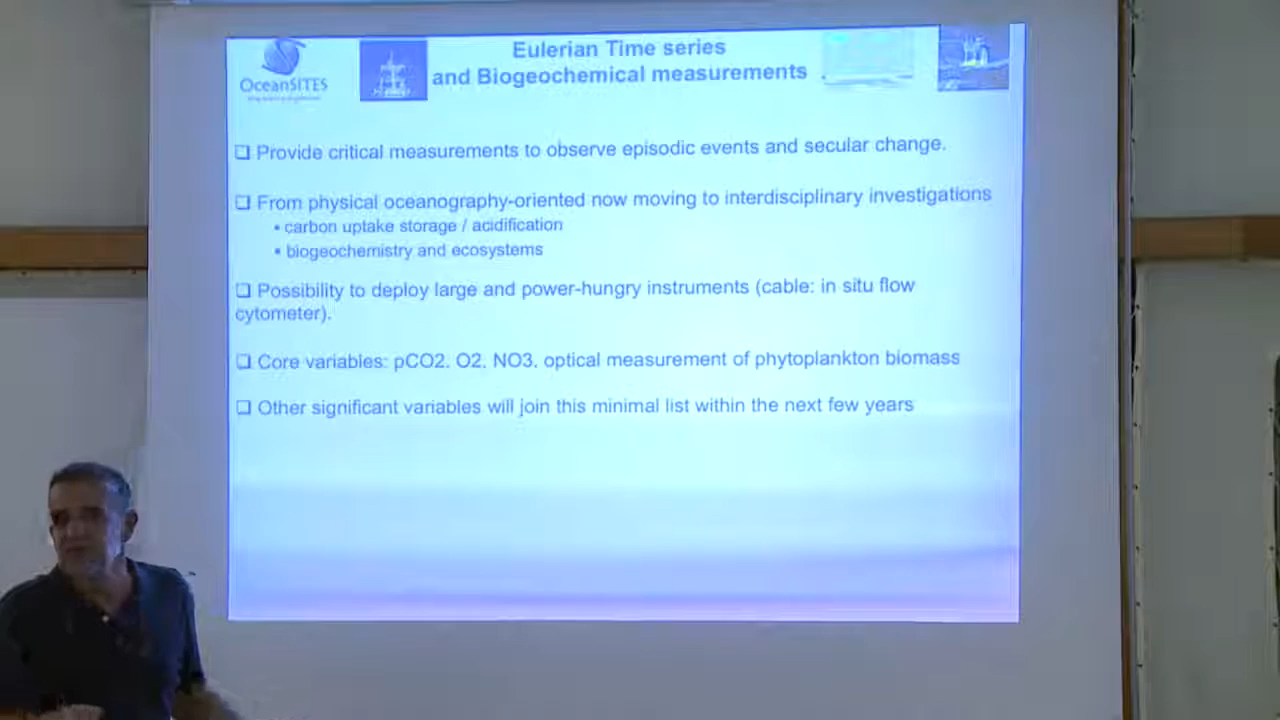 OceanSITES
Eulerian Time series
and Biogeochemical measurements
❑ Provide critical measurements to observe episodic events and secular change.
❑ From physical oceanography-oriented now moving to interdisciplinary investigations
• carbon uptake storage / acidification
• biogeochemistry and ecosystems
❑ Possibility to deploy large and power-hungry instruments (cable: in situ flow
cytometer).
❑ Core variables: pCO2, O2, NO3, optical measurement of phytoplankton biomass
❑ Other significant variables will join this minimal list within the next few years